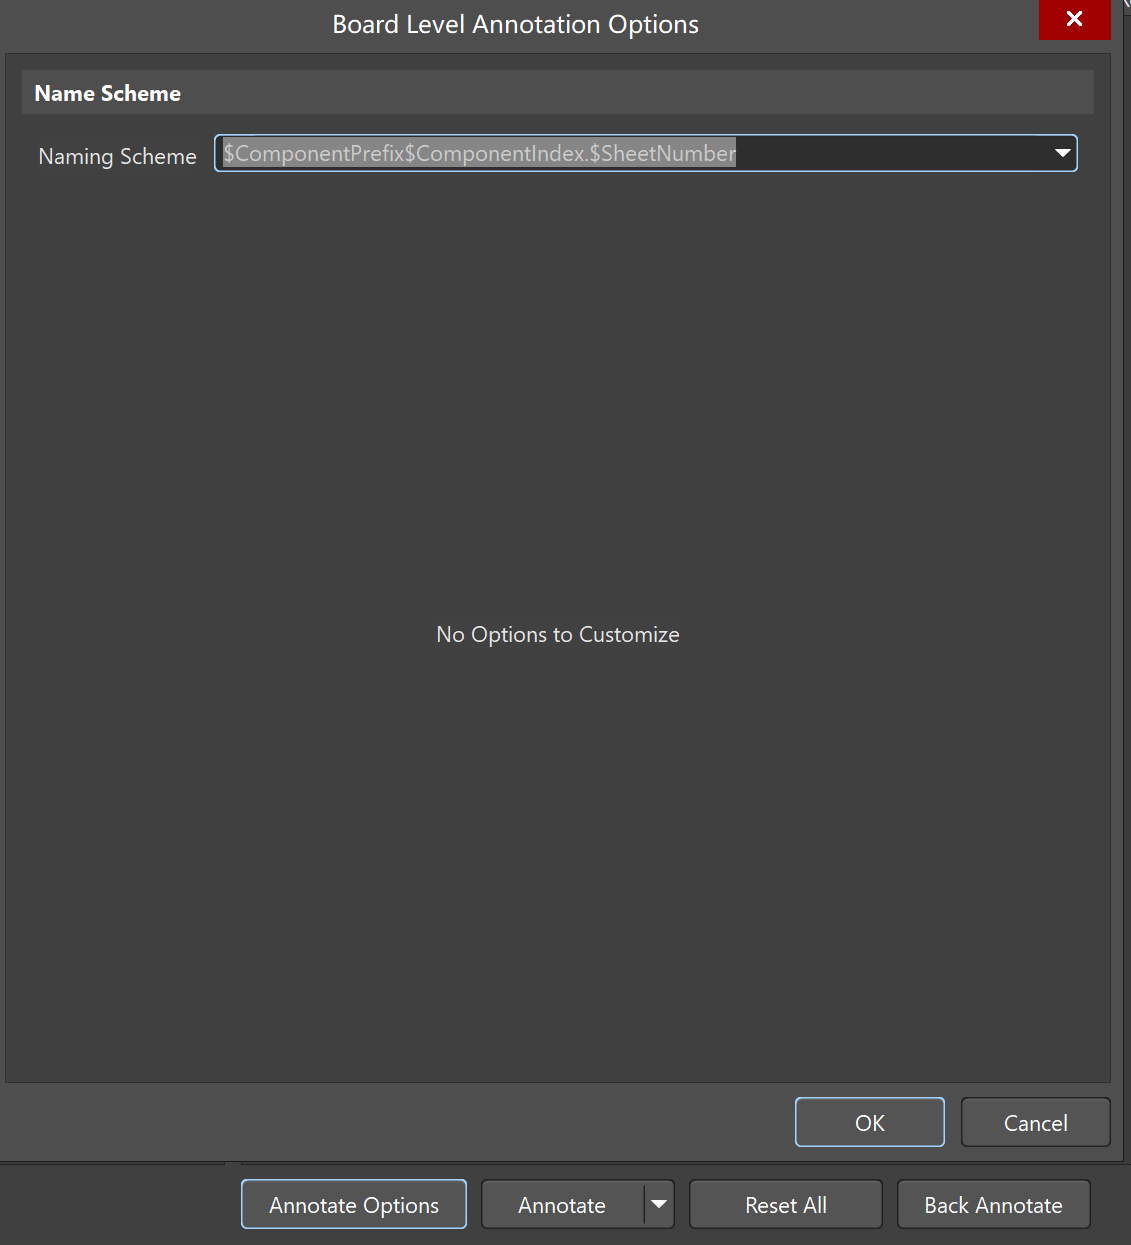 Board Level Annotation Options
Name Scheme
Naming Scheme $ComponentPrefix$ComponentIndex.$SheetNumber
No Options to Customize
OK Cancel
Annotate Options Annotate Reset All Back Annotate